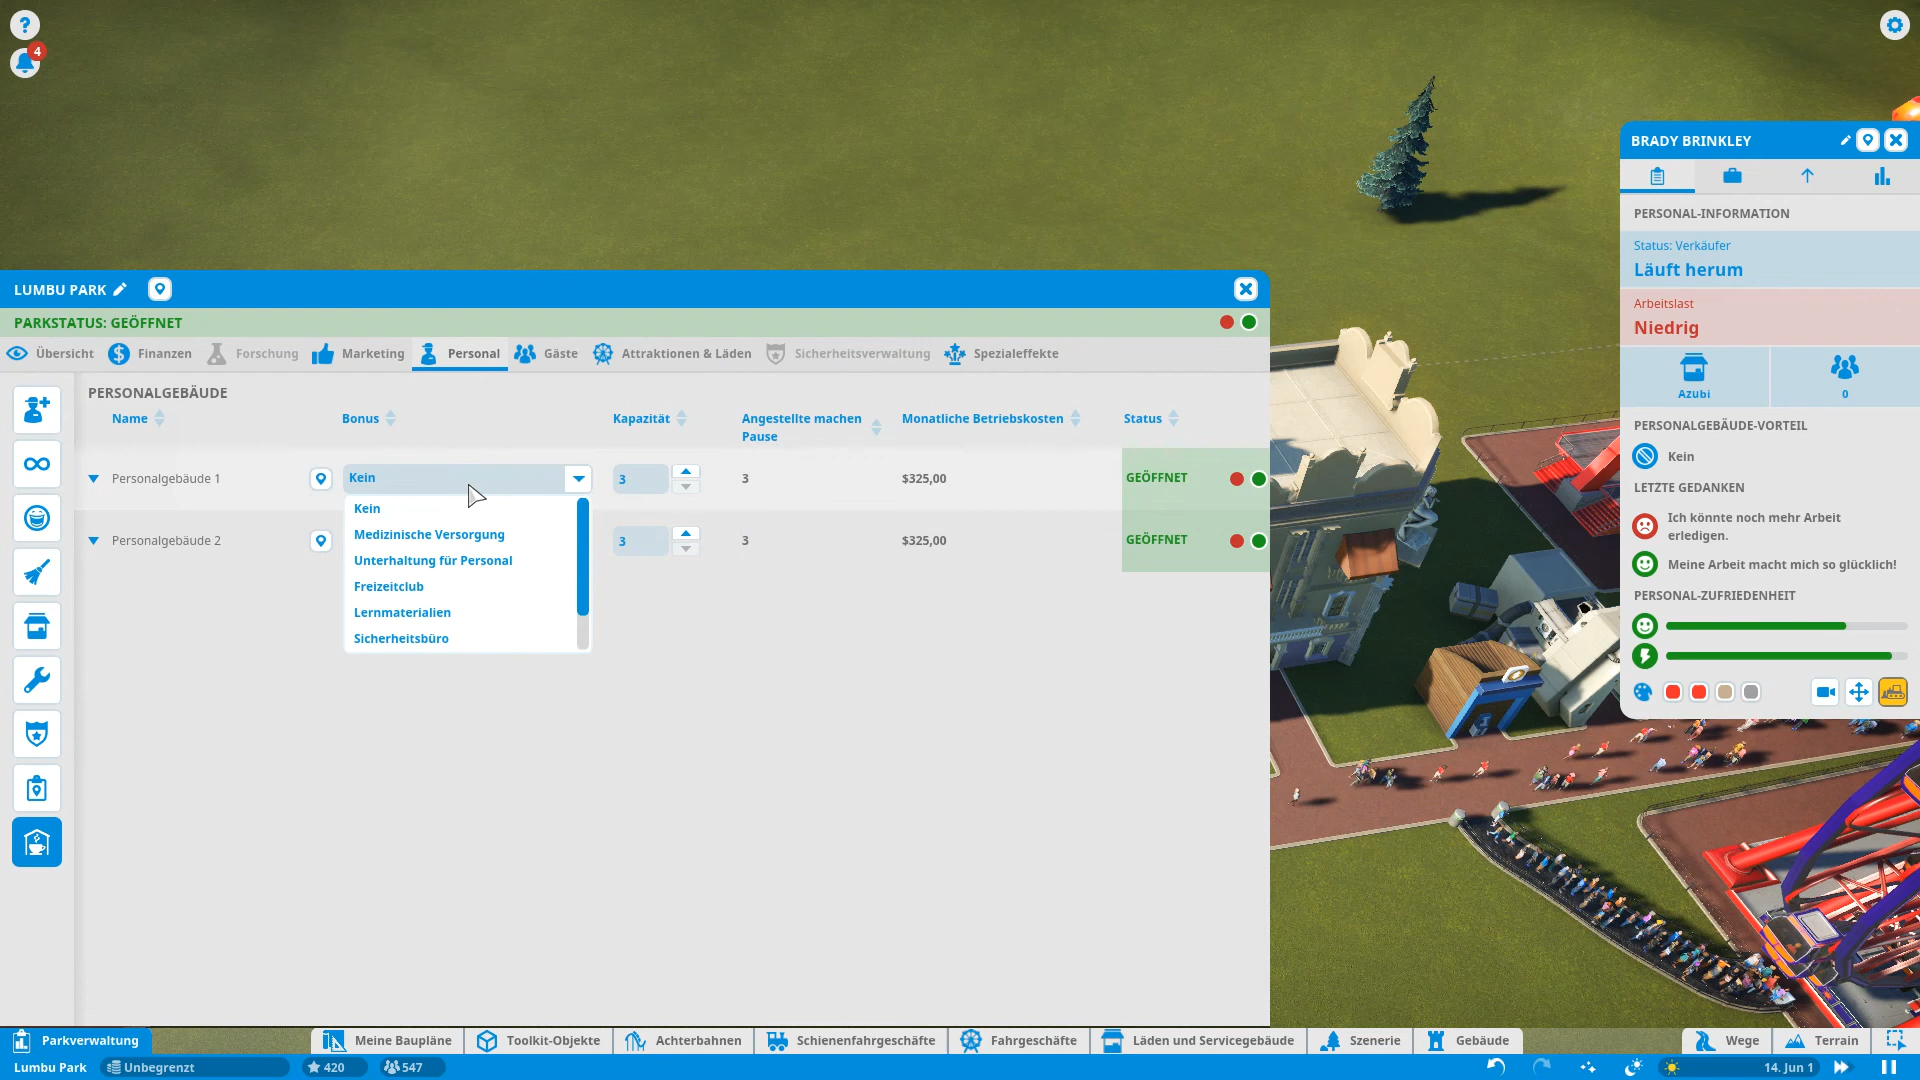 ?
4
LUMBU PARK
PARKSTATUS: GEÖFFNET
Übersicht
Finanzen
Forschung
Marketing
Personal
Gäste
Attraktionen & Läden
Sicherheitsverwaltung
Spezialeffekte
PERSONALGEBÄUDE
Name
Bonus
Kapazität
Angestellte machen
Pause
Monatliche Betriebskosten
Status
Personalgebäude 1
Kein
3
3
$325,00
GEÖFFNET
Kein
Medizinische Versorgung
Unterhaltung für Personal
Freizeitclub
Lernmaterialien
Sicherheitsbüro
Personalgebäude 2
3
3
$325,00
GEÖFFNET
BRADY BRINKLEY
PERSONAL-INFORMATION
Status: Verkäufer
Läuft herum
Arbeitslast
Niedrig
Azubi
0
PERSONALGEBÄUDE-VORTEIL
Kein
LETZTE GEDANKEN
Ich könnte noch mehr Arbeit
erledigen.
Meine Arbeit macht mich so glücklich!
PERSONAL-ZUFRIEDENHEIT
Parkverwaltung
Meine Baupläne
Toolkit-Objekte
Achterbahnen
Schienenfahrgeschäfte
Fahrgeschäfte
Läden und Servicegebäude
Szenerie
Gebäude
Wege
Terrain
Lumbu Park
Unbegrenzt
420
547
14. Jun 1